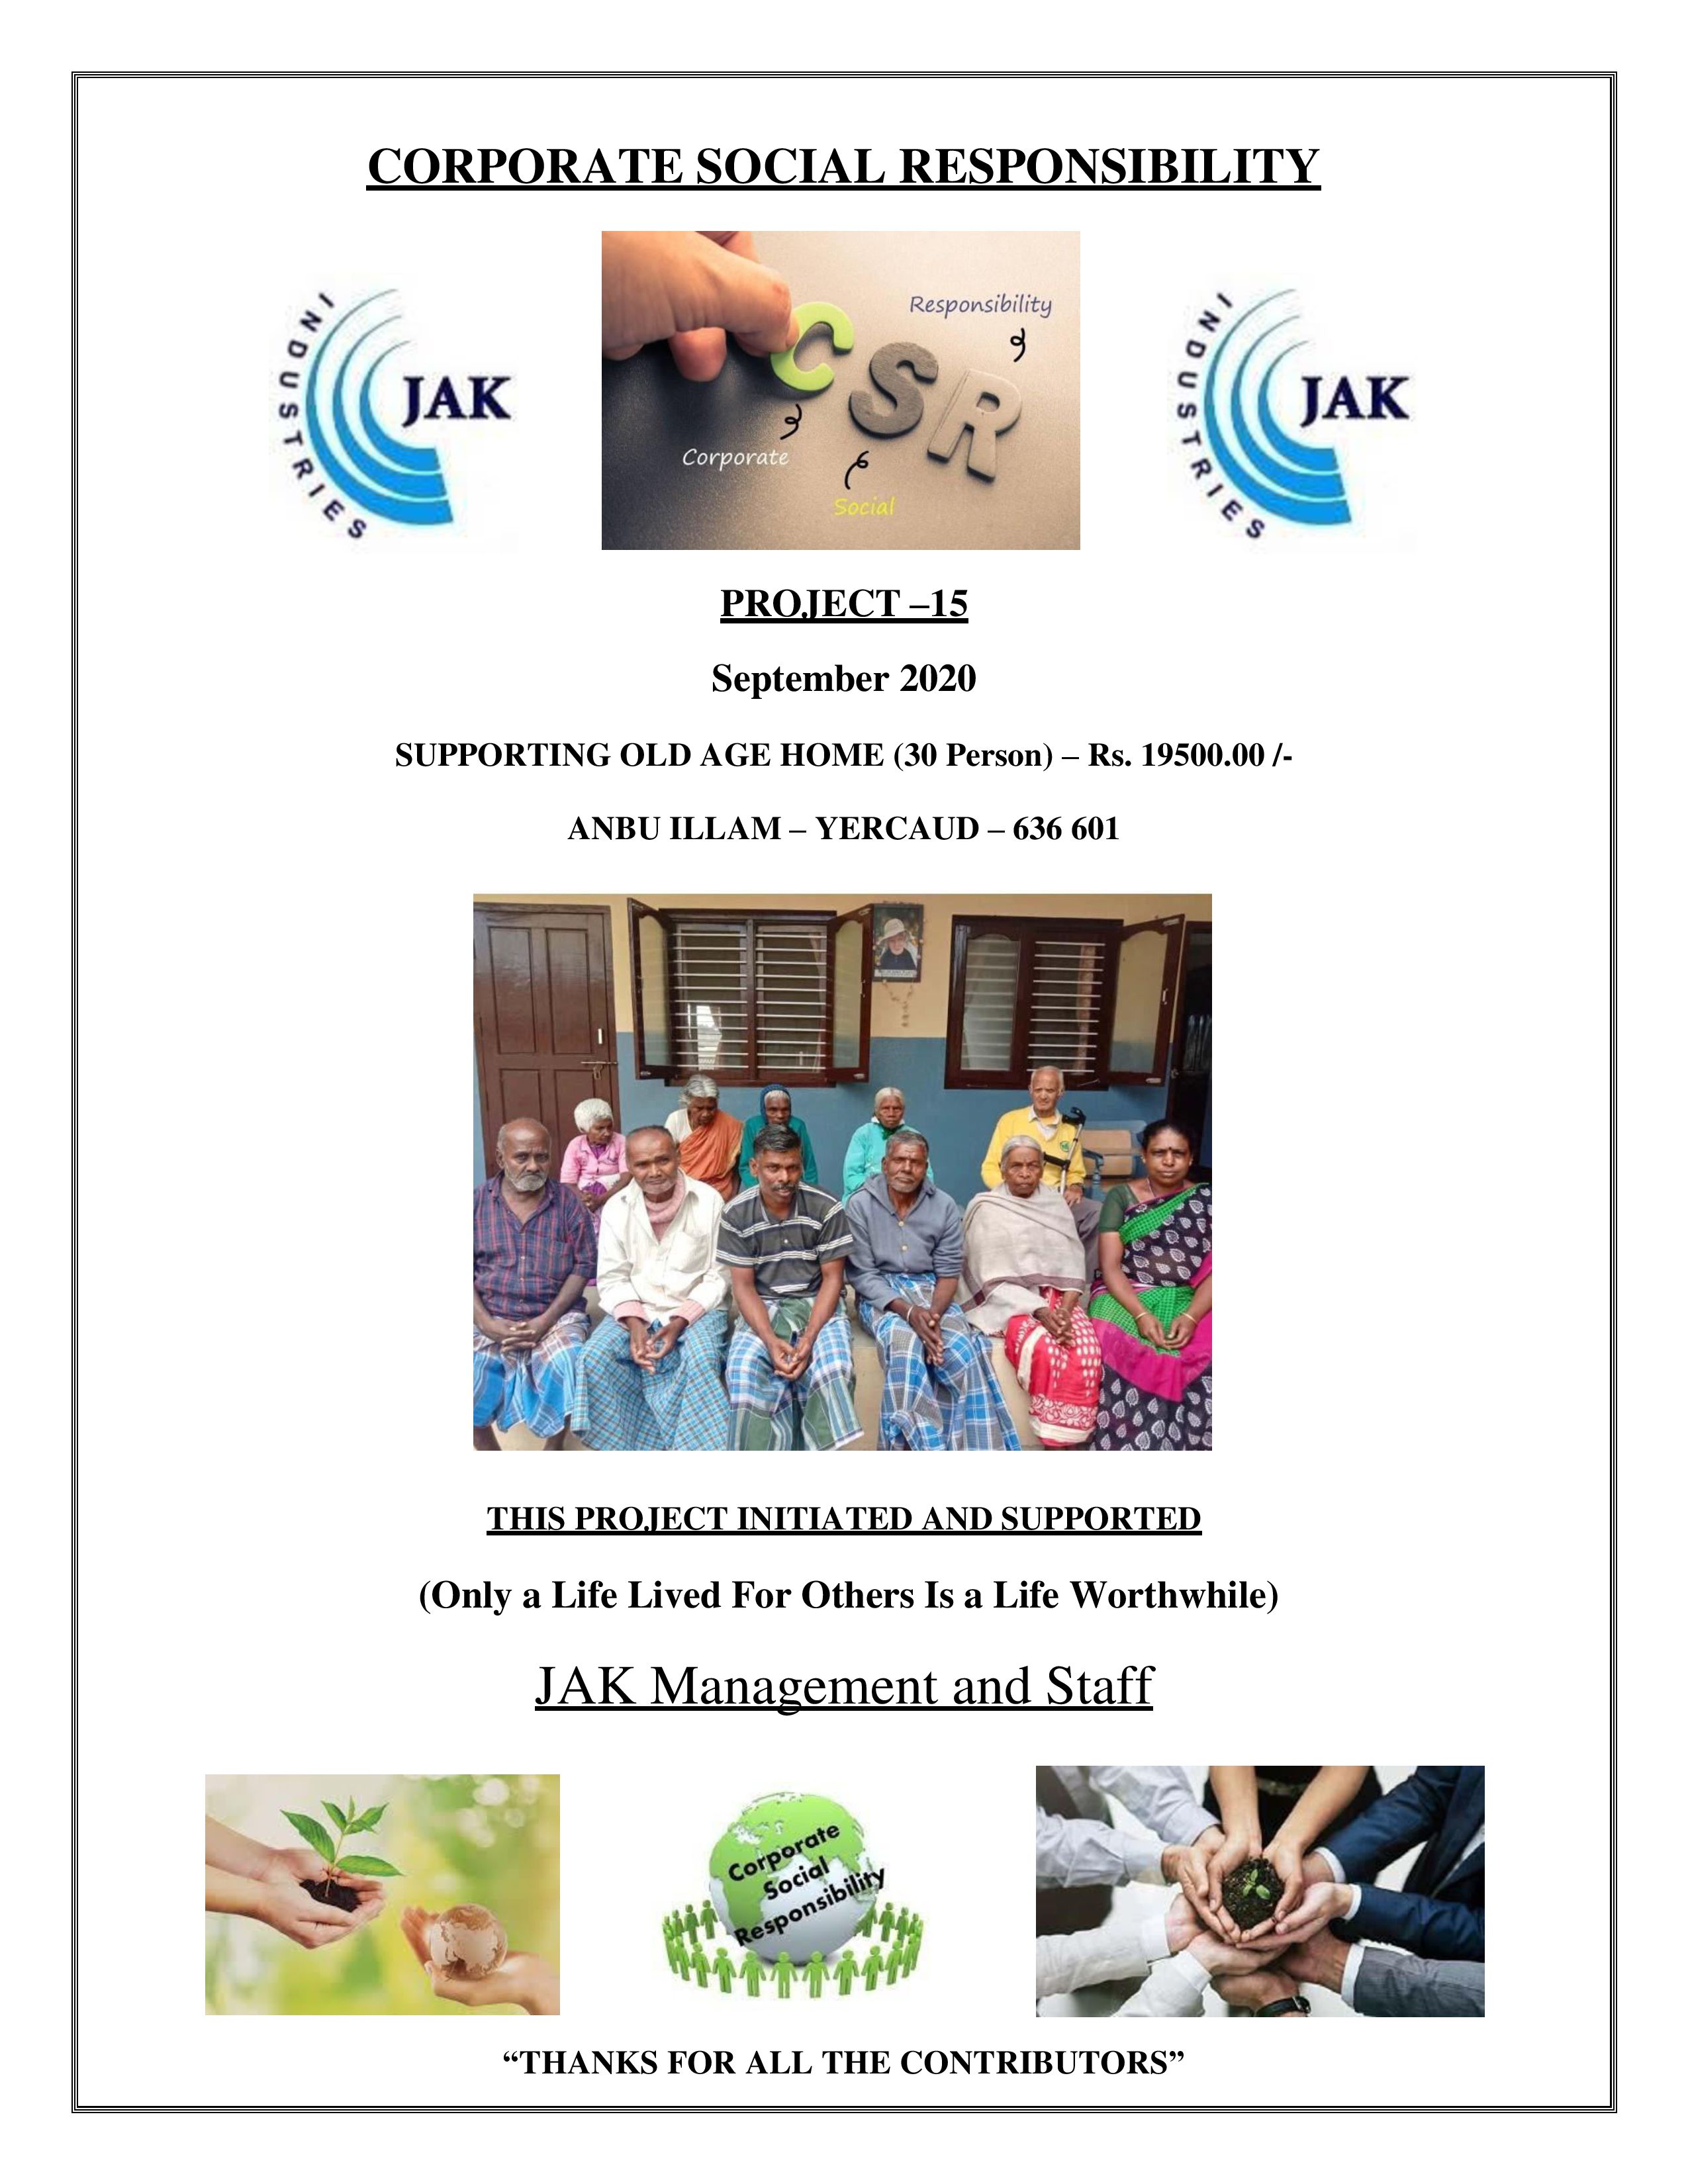 CORPORATE SOCIAL RESPONSIBILITY
INDUSTRIES
JAK
C S R
Responsibility
Corporate
Social
INDUSTRIES
JAK
PROJECT –15
September 2020
SUPPORTING OLD AGE HOME (30 Person) – Rs. 19500.00 /-
ANBU ILLAM – YERCAUD – 636 601
THIS PROJECT INITIATED AND SUPPORTED
(Only a Life Lived For Others Is a Life Worthwhile)
JAK Management and Staff
Corporate
Social
Responsibility
“THANKS FOR ALL THE CONTRIBUTORS”